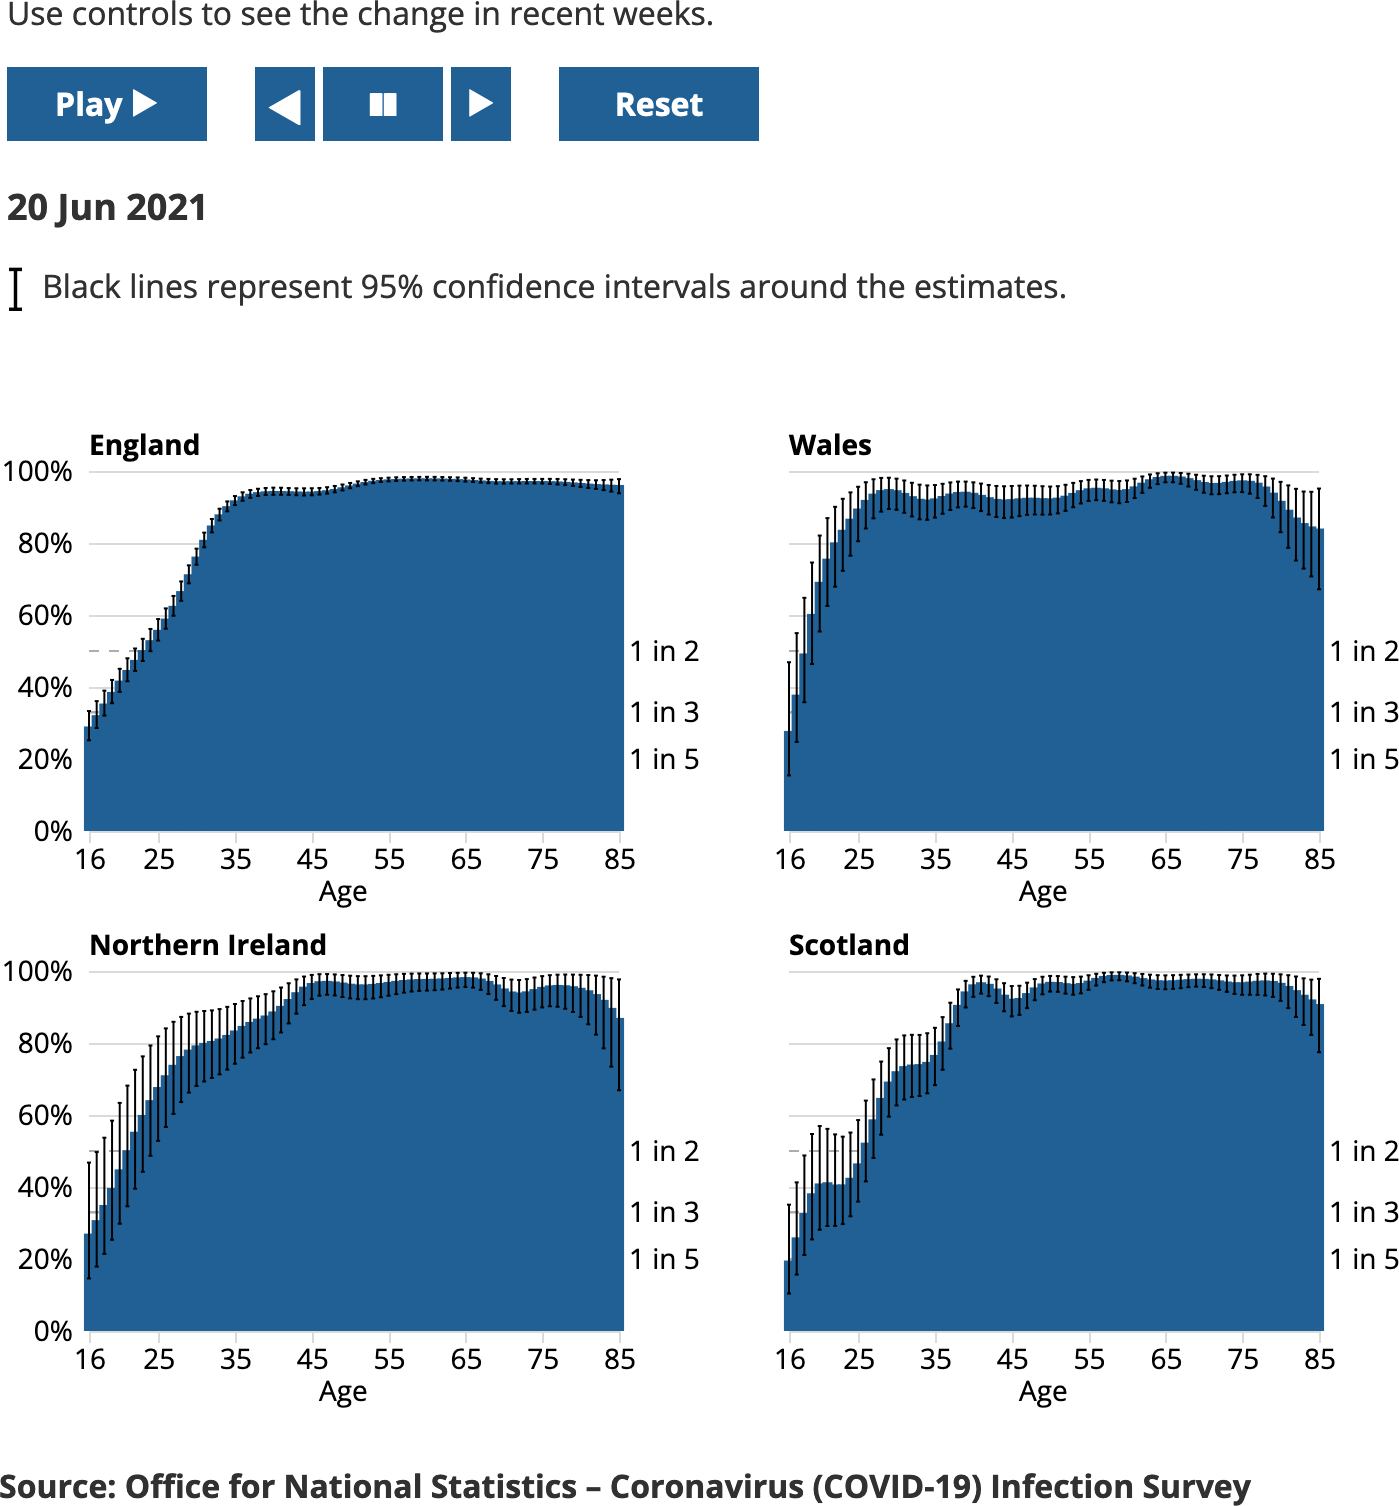 Use controls to see the change in recent weeks.
Play
Reset
20 Jun 2021
Black lines represent 95% confidence intervals around the estimates.
England
100%
80%
60%
40%
20%
0%
1 in 2
1 in 3
1 in 5
16 25 35 45 55 65 75 85
Age
Wales
1 in 2
1 in 3
1 in 5
16 25 35 45 55 65 75 85
Age
Northern Ireland
100%
80%
60%
40%
20%
0%
1 in 2
1 in 3
1 in 5
16 25 35 45 55 65 75 85
Age
Scotland
1 in 2
1 in 3
1 in 5
16 25 35 45 55 65 75 85
Age
Source: Office for National Statistics – Coronavirus (COVID-19) Infection Survey